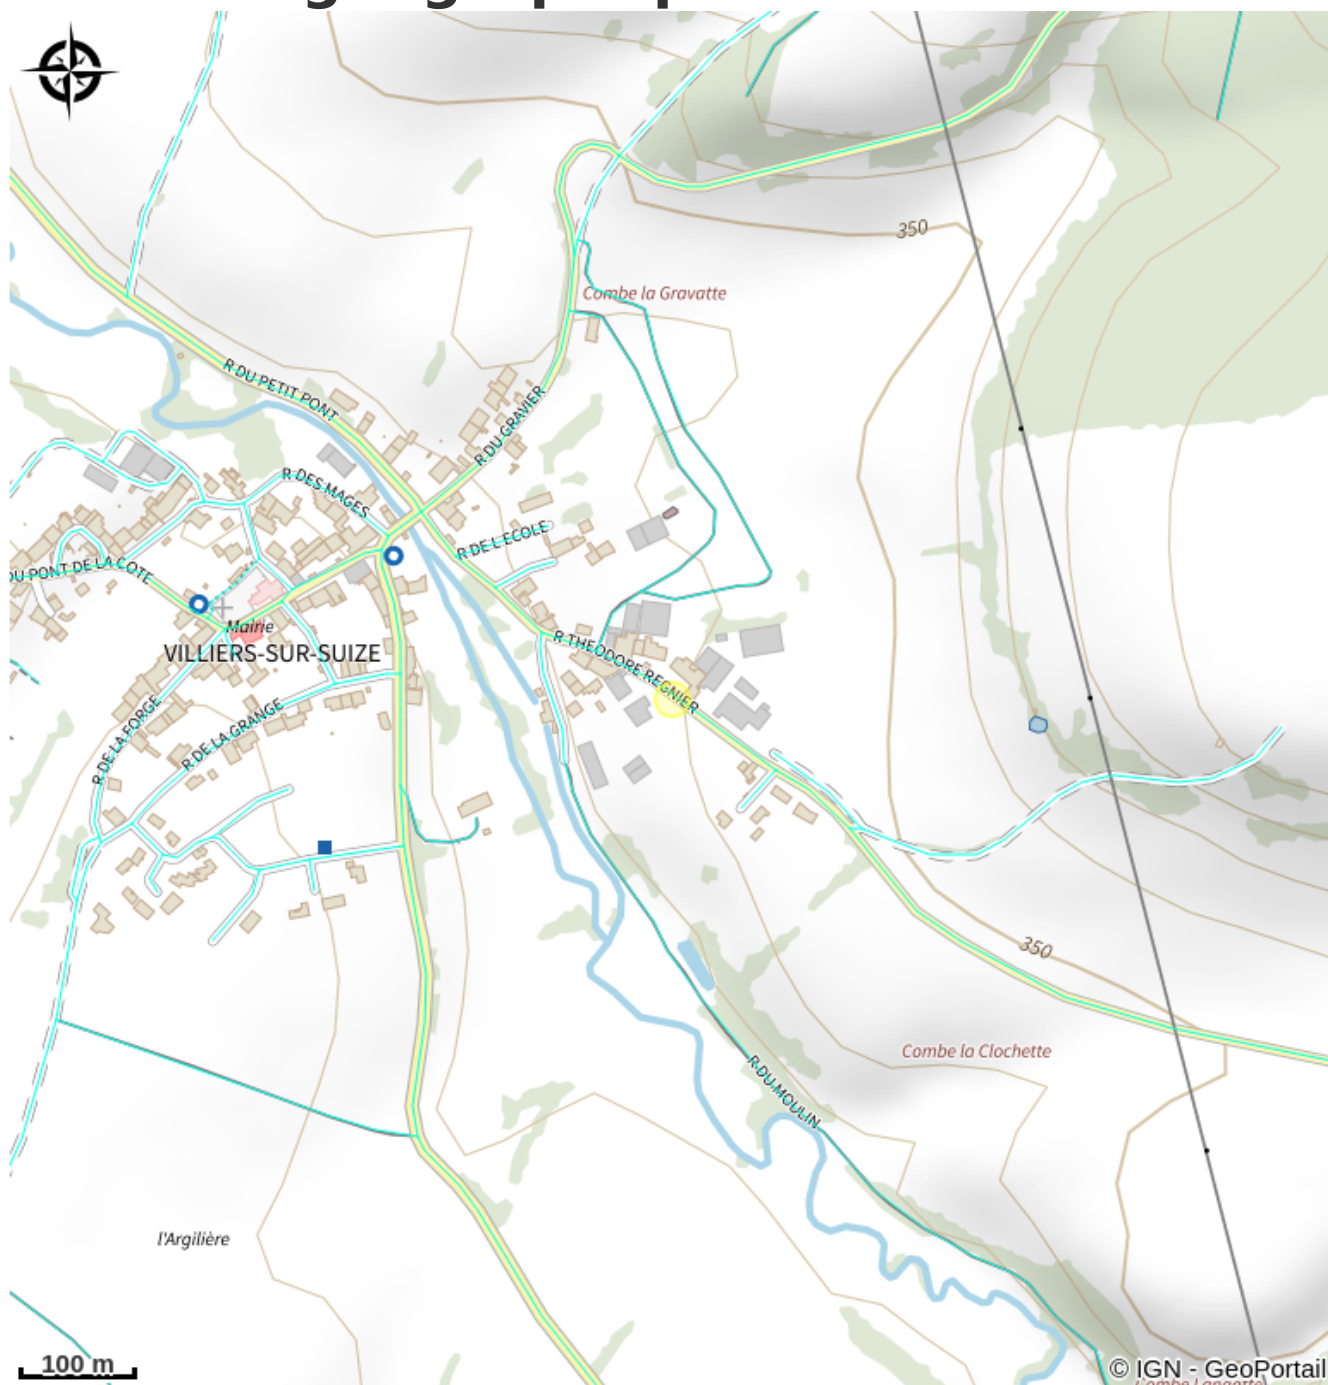 350
Combe la Gravatte
R DU PETIT PONT
R DU GRAVIER
R DES MAGES
R DE L'ECOLE
DU PONT DE LA COTE
Mairie
VILLIERS-SUR-SUIZE
R THEODORE REGNIER
R DE LA FORGE
R DE LA GRANGE
350
Combe la Clochette
R DU MOULIN
l'Argilière
100 m
© IGN - GeoPortail